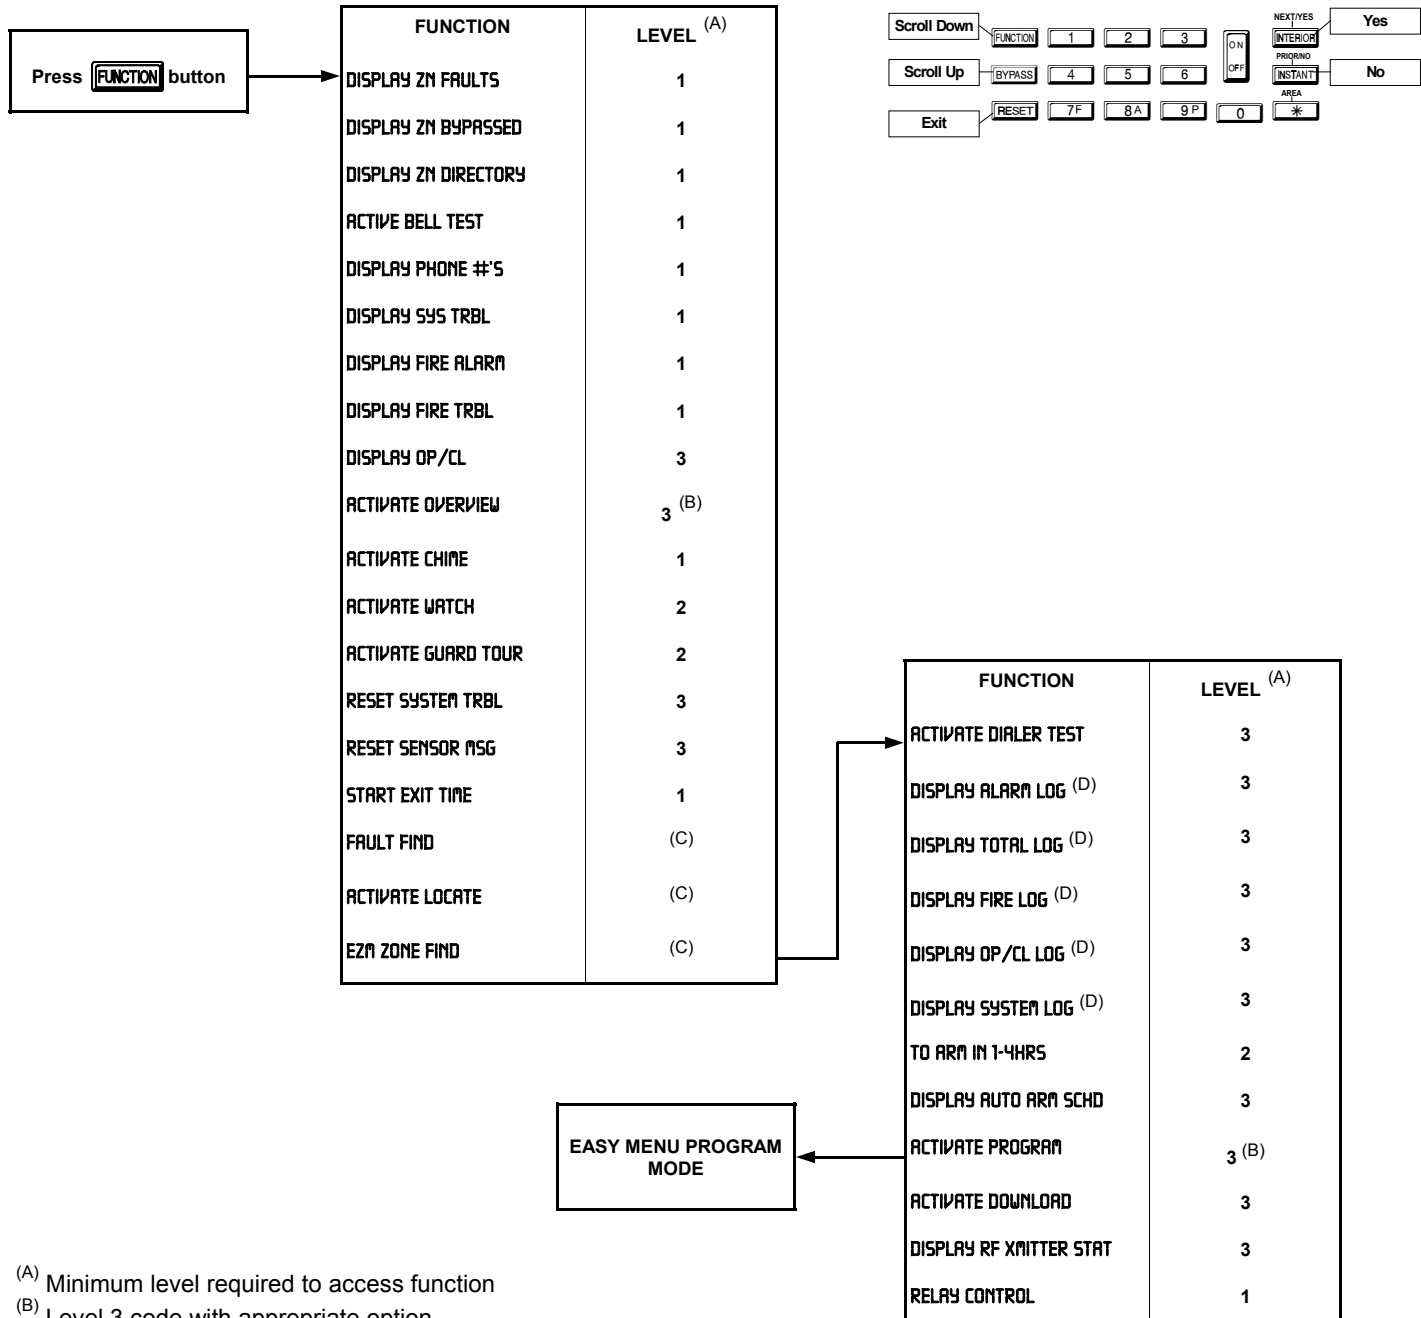 Press FUNCTION button
FUNCTION LEVEL (A)
DISPLAY ZN FAULTS 1
DISPLAY ZN BYPASSED 1
DISPLAY ZN DIRECTORY 1
ACTIVE BELL TEST 1
DISPLAY PHONE #'S 1
DISPLAY SYS TRBL 1
DISPLAY FIRE ALARM 1
DISPLAY FIRE TRBL 1
DISPLAY OP/CL 3
ACTIVATE OVERVIEW 3 (B)
ACTIVATE CHIME 1
ACTIVATE WATCH 2
ACTIVATE GUARD TOUR 2
RESET SYSTEM TRBL 3
RESET SENSOR MSG 3
START EXIT TIME 1
FAULT FIND (C)
ACTIVATE LOCATE (C)
EZM ZONE FIND (C)
Scroll Down
Scroll Up
Exit
FUNCTION 1 2 3
BYPASS 4 5 6
RESET 7F 8A 9P 0 *
ON
OFF
NEXT/YES
INTERIOR
PRIOR/NO
INSTANT
AREA
Yes
No
FUNCTION LEVEL (A)
ACTIVATE DIALER TEST 3
DISPLAY ALARM LOG (D) 3
DISPLAY TOTAL LOG (D) 3
DISPLAY FIRE LOG (D) 3
DISPLAY OP/CL LOG (D) 3
DISPLAY SYSTEM LOG (D) 3
TO ARM IN 1-4HRS 2
DISPLAY AUTO ARM SCHD 3
ACTIVATE PROGRAM 3 (B)
ACTIVATE DOWNLOAD 3
DISPLAY RF XMITTER STAT 3
RELAY CONTROL 1
EASY MENU PROGRAM
MODE
(A) Minimum level required to access function
(B) Level 3 code with appropriate option